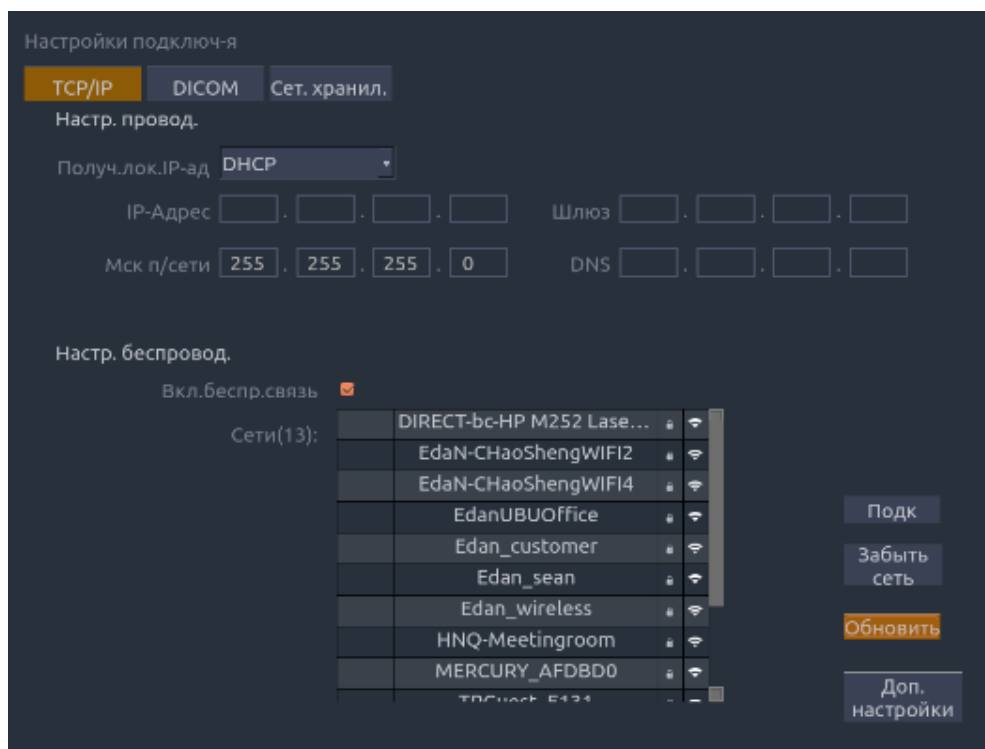 Настройки подключ-я
TCP/IP DICOM Сет. хранил.
Настр. провод.
Получ.лок.IP-ад DHCP
IP-Адрес . . . Шлюз . . .
Мск п/сети 255 . 255 . 255 . 0 DNS . . .
Настр. беспровод.
Вкл.беспр.связь
Сети(13):
DIRECT-bc-HP M252 Lase...
EdaN-CHaoShengWIFI2
EdaN-CHaoShengWIFI4
EdanUBUOffice
Edan_customer
Edan_sean
Edan_wireless
HNQ-Meetingroom
MERCURY_AFDBD0
Подк
Забыть
сеть
Обновить
Доп.
настройки